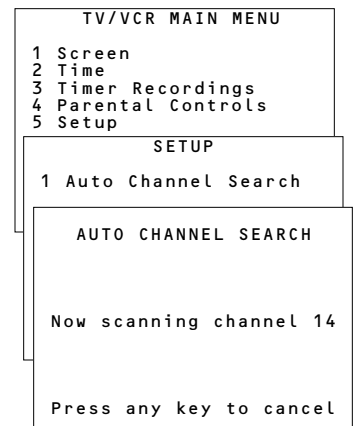 TV/VCR MAIN MENU
1 Screen
2 Time
3 Timer Recordings
4 Parental Controls
5 Setup
SETUP
1 Auto Channel Search
AUTO CHANNEL SEARCH
Now scanning channel 14
Press any key to cancel